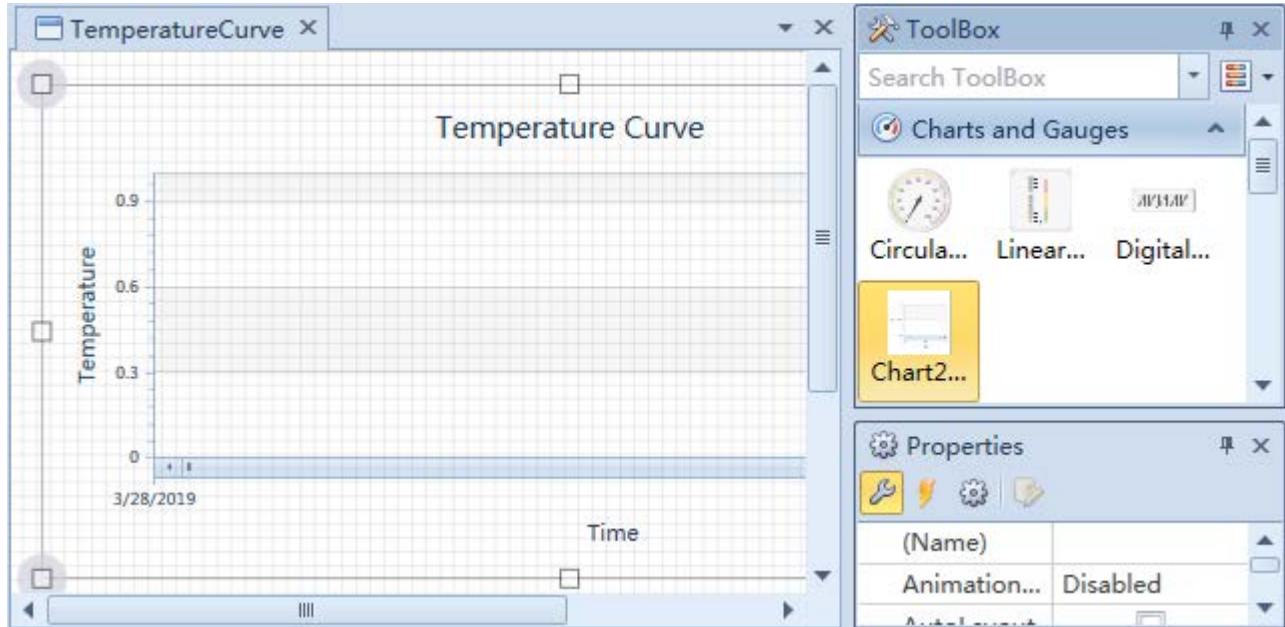 TemperatureCurve
Temperature Curve
0.9
0.6
0.3
0
Temperature
3/28/2019
Time
ToolBox
Search ToolBox
Charts and Gauges
Circula... Linear... Digital...
Chart2...
Properties
(Name)
Animation... Disabled